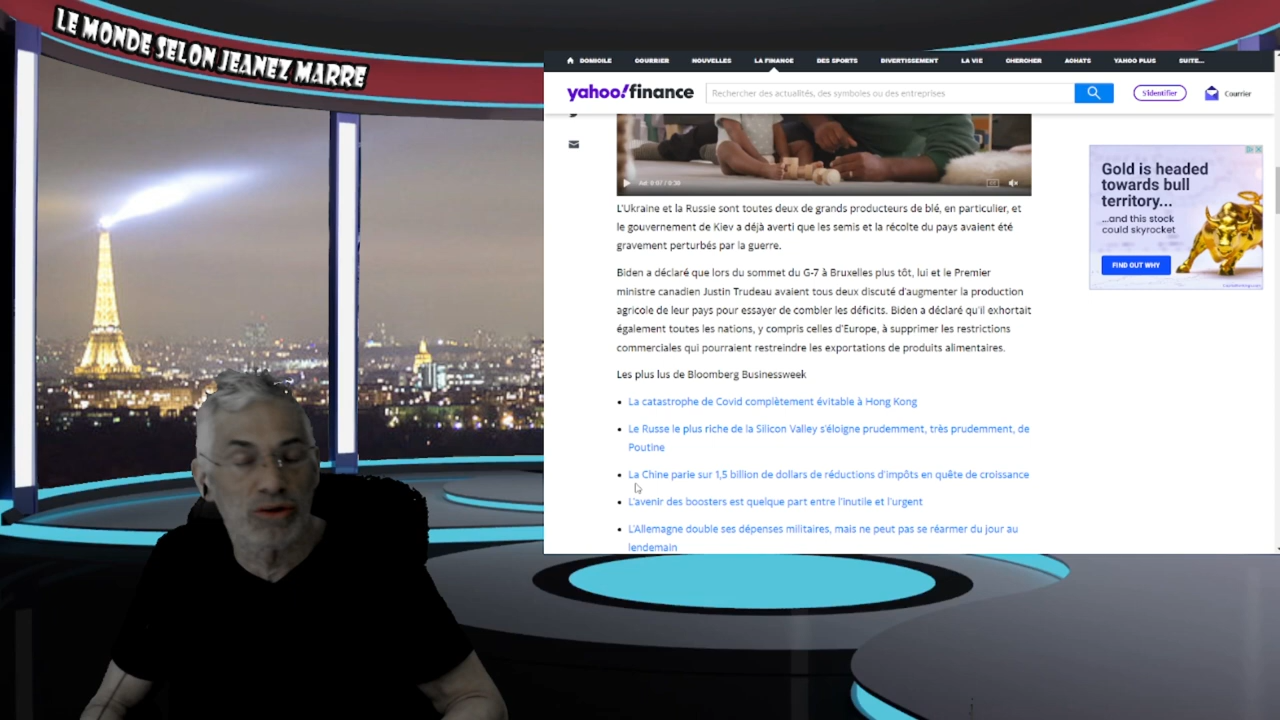 LE MONDE SELON JEANEZ MARRE
DOMICILE COURRIER NOUVELLES LA FINANCE DES SPORTS DIVERTISSEMENT LA VIE CHERCHER ACHATS YAHOO PLUS SUITE...
yahoo!finance
Rechercher des actualités, des symboles ou des entreprises
S'identifier
Courrier
Ad: 0:07 / 0:30
L'Ukraine et la Russie sont toutes deux de grands producteurs de blé, en particulier, et
le gouvernement de Kiev a déjà averti que les semis et la récolte du pays avaient été
gravement perturbés par la guerre.
Biden a déclaré que lors du sommet du G-7 à Bruxelles plus tôt, lui et le Premier
ministre canadien Justin Trudeau avaient tous deux discuté d'augmenter la production
agricole de leur pays pour essayer de combler les déficits. Biden a déclaré qu'il exhortait
également toutes les nations, y compris celles d'Europe, à supprimer les restrictions
commerciales qui pourraient restreindre les exportations de produits alimentaires.
Les plus lus de Bloomberg Businessweek
La catastrophe de Covid complètement évitable à Hong Kong
Le Russe le plus riche de la Silicon Valley s'éloigne prudemment, très prudemment, de
Poutine
La Chine parie sur 1,5 billion de dollars de réductions d'impôts en quête de croissance
L'avenir des boosters est quelque part entre l'inutile et l'urgent
L'Allemagne double ses dépenses militaires, mais ne peut pas se réarmer du jour au
lendemain
Gold is headed
towards bull
territory...
...and this stock
could skyrocket
FIND OUT WHY